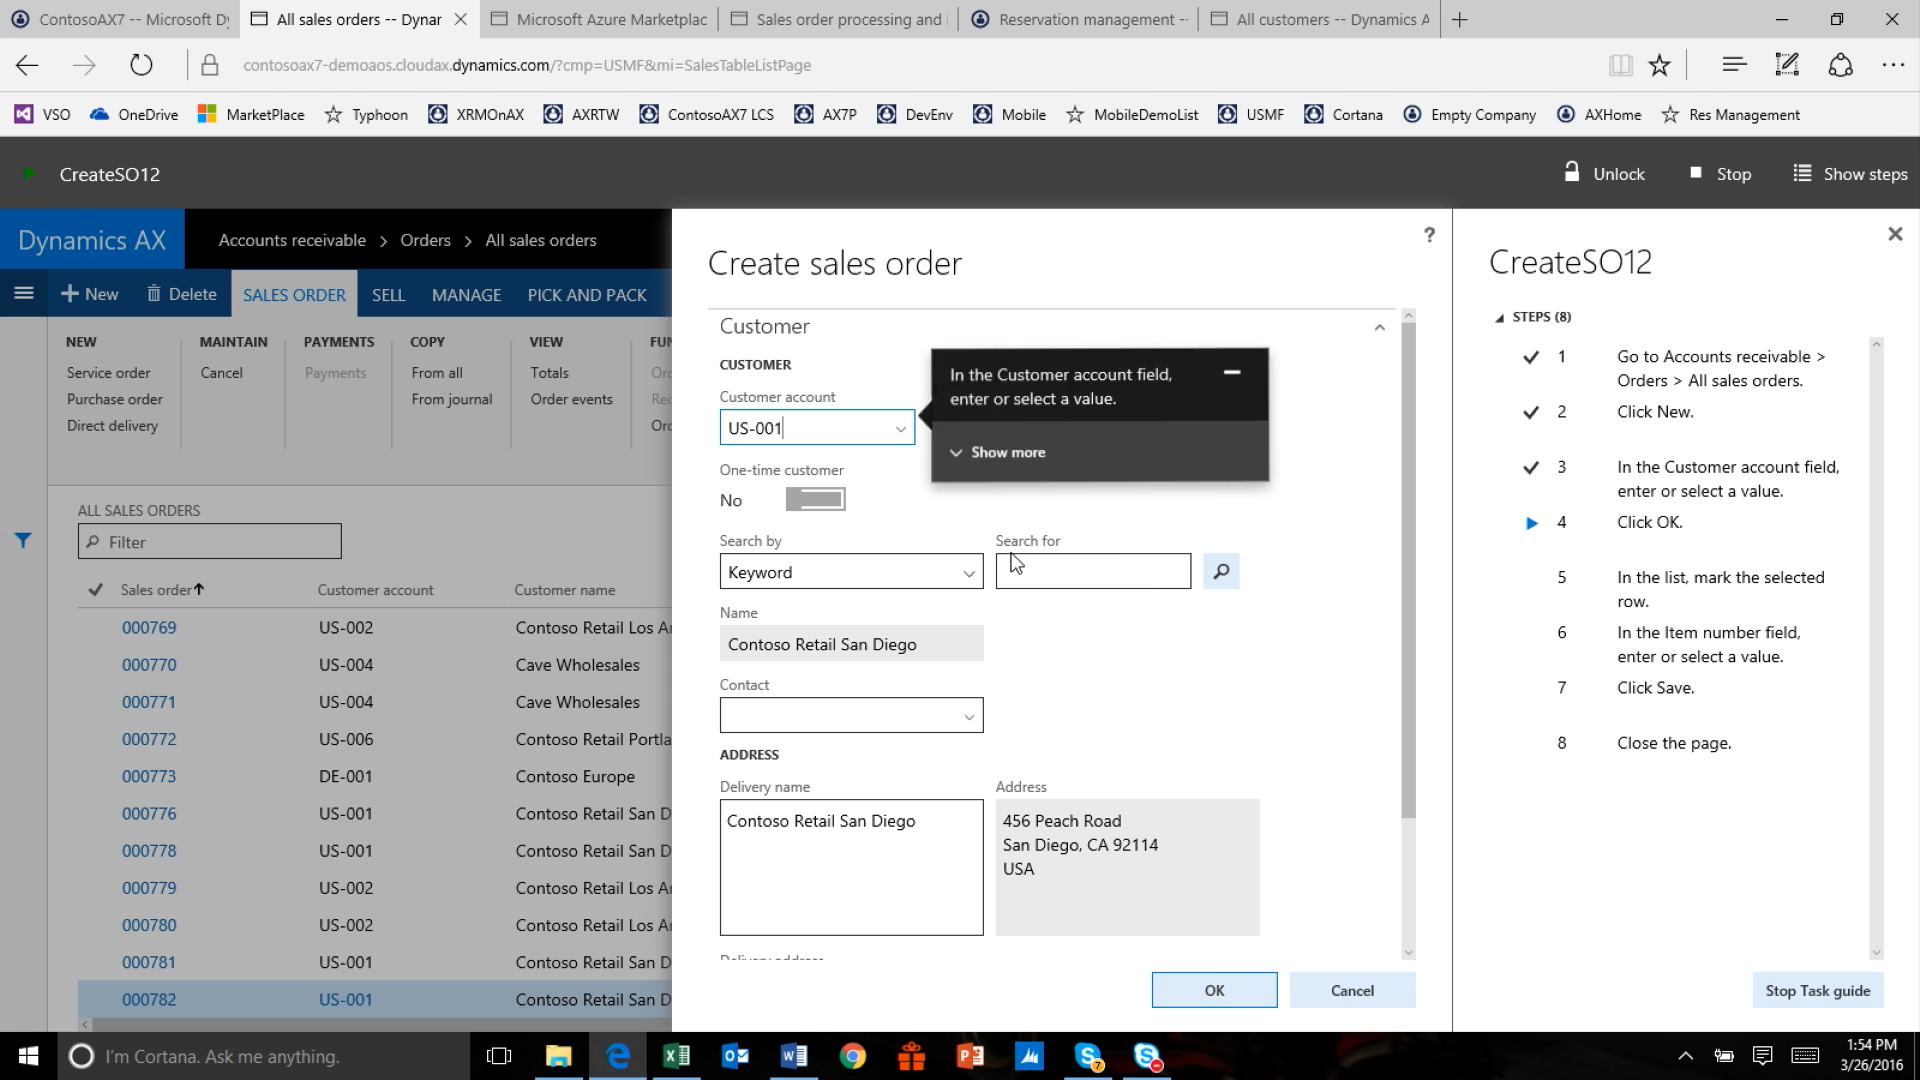 ContosoAX7 -- Microsoft Dy
All sales orders -- Dynar
Microsoft Azure Marketplac
Sales order processing and
Reservation management --
All customers -- Dynamics A
contosoax7-demoaos.cloudax.dynamics.com/?cmp=USMF&mi=SalesTableListPage
VSO
OneDrive
MarketPlace
Typhoon
XRMOnAX
AXRTW
ContosoAX7 LCS
AX7P
DevEnv
Mobile
MobileDemoList
USMF
Cortana
Empty Company
AXHome
Res Management
CreateSO12
Unlock
Stop
Show steps
Dynamics AX
Accounts receivable > Orders > All sales orders
New
Delete
SALES ORDER
SELL
MANAGE
PICK AND PACK
NEW
Service order
Purchase order
Direct delivery
MAINTAIN
Cancel
PAYMENTS
Payments
COPY
From all
From journal
VIEW
Totals
Order events
FU
Orc
Rec
Orc
ALL SALES ORDERS
Filter
Sales order Customer account Customer name
000769 US-002 Contoso Retail Los A
000770 US-004 Cave Wholesales
000771 US-004 Cave Wholesales
000772 US-006 Contoso Retail Portla
000773 DE-001 Contoso Europe
000776 US-001 Contoso Retail San D
000778 US-001 Contoso Retail San D
000779 US-002 Contoso Retail Los A
000780 US-002 Contoso Retail Los A
000781 US-001 Contoso Retail San D
000782 US-001 Contoso Retail San D
?
Create sales order
Customer
CUSTOMER
Customer account
US-001
One-time customer
No
Search by
Keyword
Search for
Name
Contoso Retail San Diego
Contact
ADDRESS
Delivery name
Contoso Retail San Diego
Address
456 Peach Road
San Diego, CA 92114
USA
Delivery address
OK
Cancel
In the Customer account field,
enter or select a value.
Show more
CreateSO12
STEPS (8)
1 Go to Accounts receivable >
Orders > All sales orders.
2 Click New.
3 In the Customer account field,
enter or select a value.
4 Click OK.
5 In the list, mark the selected
row.
6 In the Item number field,
enter or select a value.
7 Click Save.
8 Close the page.
Stop Task guide
I'm Cortana. Ask me anything.
7
1:54 PM
3/26/2016